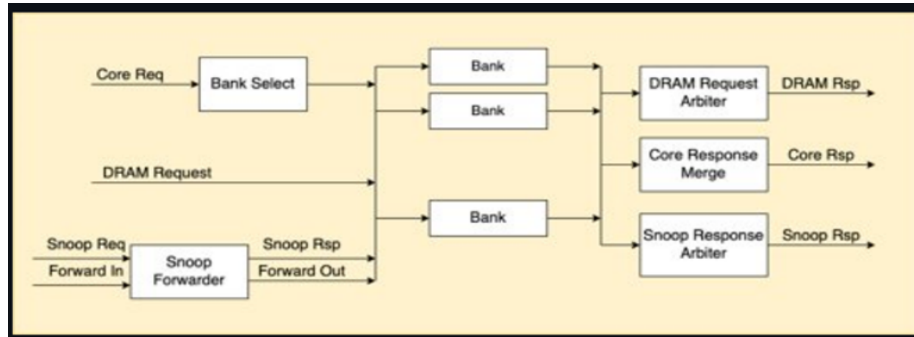 Core Req
Bank Select
Bank
Bank
DRAM Request
Arbiter
DRAM Rsp
DRAM Request
Core Response
Merge
Core Rsp
Bank
Snoop Req
Forward In
Snoop
Forwarder
Snoop Rsp
Forward Out
Snoop Response
Arbiter
Snoop Rsp